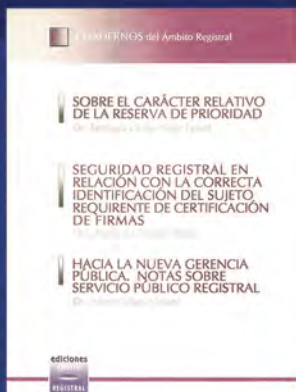 CUADERNOS del Ámbito Registral
SOBRE EL CARÁCTER RELATIVO
DE LA RESERVA DE PRIORIDAD
SEGURIDAD REGISTRAL EN
RELACIÓN CON LA CORRECTA
IDENTIFICACIÓN DEL SUJETO
REQUIRENTE DE CERTIFICACIÓN
DE FIRMAS
HACIA LA NUEVA GERENCIA
PÚBLICA. NOTAS SOBRE
SERVICIO PÚBLICO REGISTRAL
ediciones
REGISTRAL